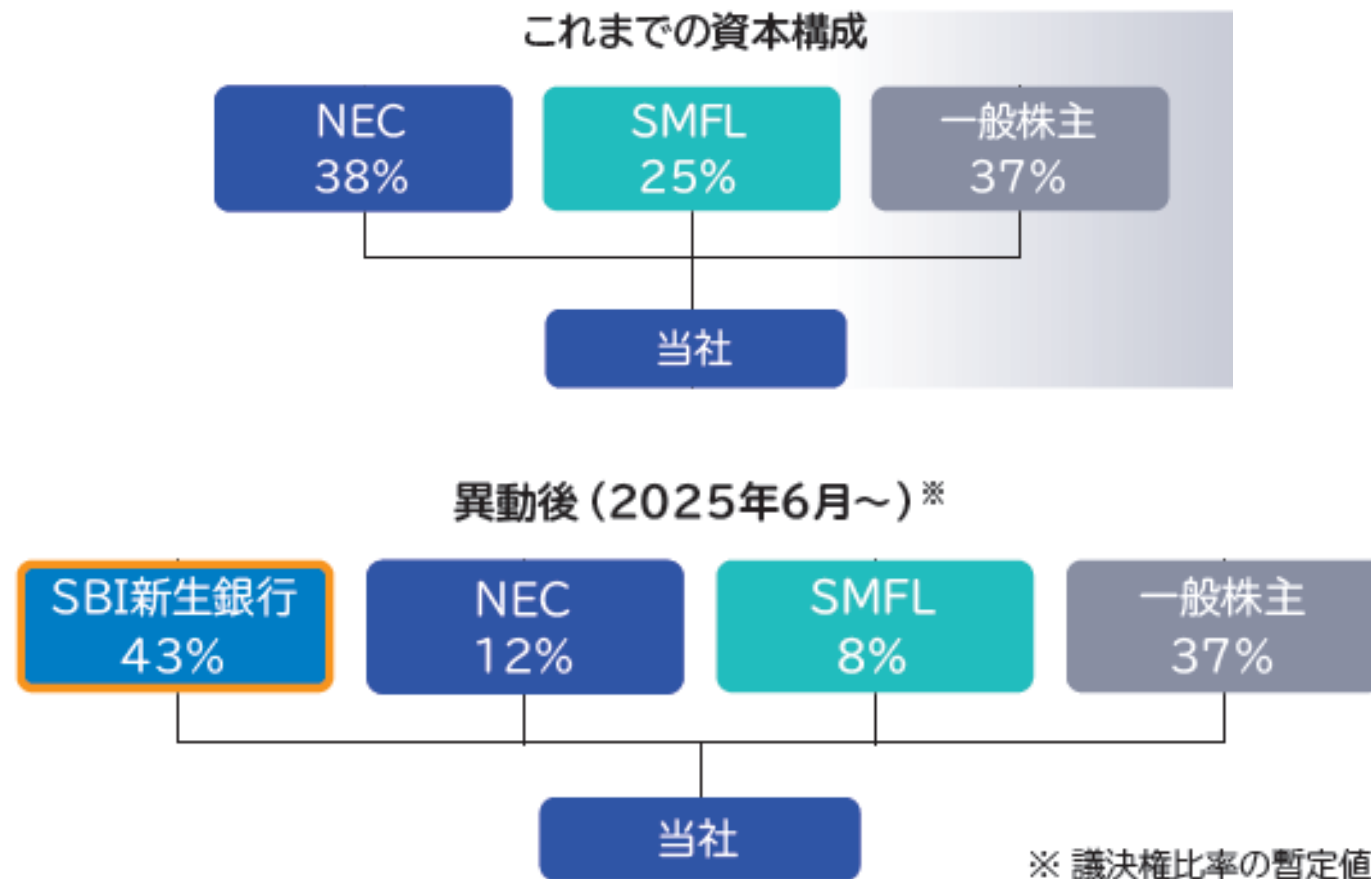 これまでの資本構成
NEC
38%
SMFL
25%
一般株主
37%
当社
異動後（2025年6月～）※
SBI新生銀行
43%
NEC
12%
SMFL
8%
一般株主
37%
当社
※ 議決権比率の暫定値